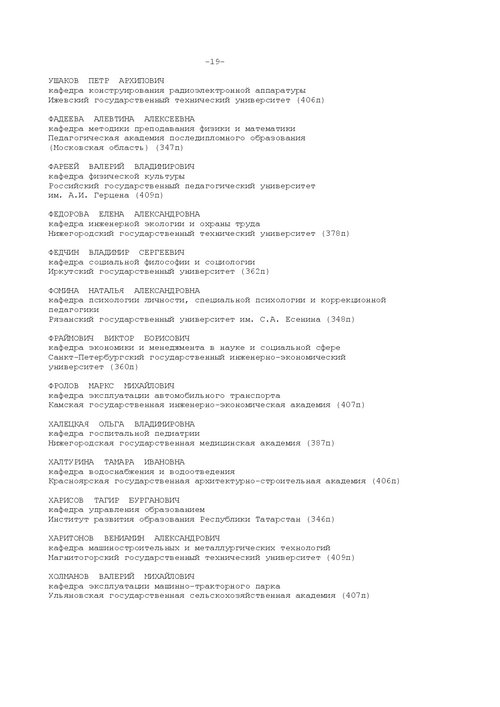 -19-
УШАКОВ ПЕТР АРХИПОВИЧ
кафедра конструирования радиоэлектронной аппаратуры
Ижевский государственный технический университет (406п)
ФАДЕЕВА АЛЕВТИНА АЛЕКСЕЕВНА
кафедра методики преподавания физики и математики
Педагогическая академия последипломного образования
(Московская область) (347п)
ФАРБЕЙ ВАЛЕРИЙ ВЛАДИМИРОВИЧ
кафедра физической культуры
Российский государственный педагогический университет
им. А.И. Герцена (409п)
ФЕДОРОВА ЕЛЕНА АЛЕКСАНДРОВНА
кафедра инженерной экологии и охраны труда
Нижегородский государственный технический университет (378п)
ФЕДЧИН ВЛАДИМИР СЕРГЕЕВИЧ
кафедра социальной философии и социологии
Иркутский государственный университет (362п)
ФОМИНА НАТАЛЬЯ АЛЕКСАНДРОВНА
кафедра психологии личности, специальной психологии и коррекционной
педагогики
Рязанский государственный университет им. С.А. Есенина (348п)
ФРАЙМОВИЧ ВИКТОР БОРИСОВИЧ
кафедра экономики и менеджмента в науке и социальной сфере
Санкт-Петербургский государственный инженерно-экономический
университет (360п)
ФРОЛОВ МАРКС МИХАЙЛОВИЧ
кафедра эксплуатации автомобильного транспорта
Камская государственная инженерно-экономическая академия (407п)
ХАЛЕЦКАЯ ОЛЬГА ВЛАДИМИРОВНА
кафедра госпитальной педиатрии
Нижегородская государственная медицинская академия (387п)
ХАЛТУРИНА ТАМАРА ИВАНОВНА
кафедра водоснабжения и водоотведения
Красноярская государственная архитектурно-строительная академия (406п)
ХАРИСОВ ТАГИР БУРГАНОВИЧ
кафедра управления образованием
Институт развития образования Республики Татарстан (346п)
ХАРИТОНОВ ВЕНИАМИН АЛЕКСАНДРОВИЧ
кафедра машиностроительных и металлургических технологий
Магнитогорский государственный технический университет (409п)
ХОЛМАНОВ ВАЛЕРИЙ МИХАЙЛОВИЧ
кафедра эксплуатации машинно-тракторного парка
Ульяновская государственная сельскохозяйственная академия (407п)